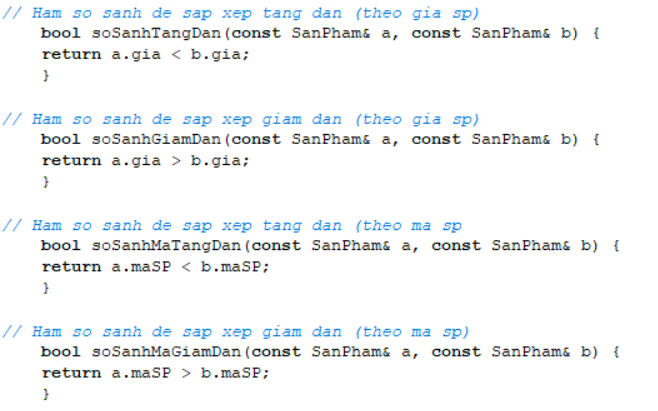 // Ham so sanh de sap xep tang dan (theo gia sp)
bool soSanhTangDan(const SanPham& a, const SanPham& b) {
return a.gia < b.gia;
}
// Ham so sanh de sap xep giam dan (theo gia sp)
bool soSanhGiamDan(const SanPham& a, const SanPham& b) {
return a.gia > b.gia;
}
// Ham so sanh de sap xep tang dan (theo ma sp
bool soSanhMaTangDan(const SanPham& a, const SanPham& b) {
return a.maSP < b.maSP;
}
// Ham so sanh de sap xep giam dan (theo ma sp)
bool soSanhMaGiamDan(const SanPham& a, const SanPham& b) {
return a.maSP > b.maSP;
}